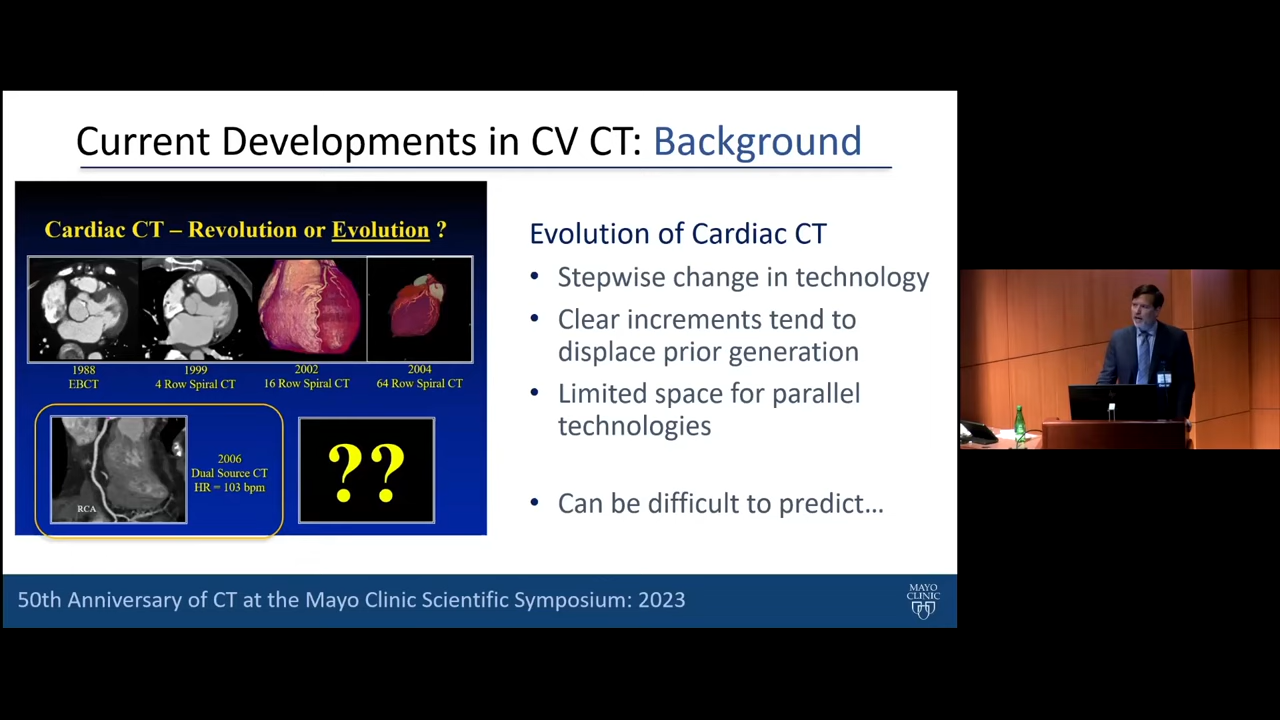 Current Developments in CV CT: Background
Cardiac CT – Revolution or Evolution ?
1988
EBCT
1999
4 Row Spiral CT
2002
16 Row Spiral CT
2004
64 Row Spiral CT
RCA
2006
Dual Source CT
HR = 103 bpm
??
Evolution of Cardiac CT
• Stepwise change in technology
• Clear increments tend to
displace prior generation
• Limited space for parallel
technologies
• Can be difficult to predict…
50th Anniversary of CT at the Mayo Clinic Scientific Symposium: 2023
MAYO
CLINIC